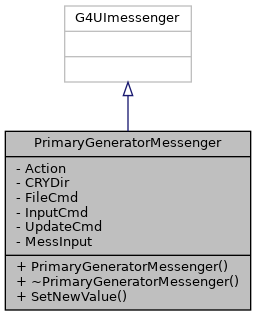 G4UImessenger
PrimaryGeneratorMessenger
- Action
- CRYDir
- FileCmd
- InputCmd
- UpdateCmd
- MessInput
+ PrimaryGeneratorMessenger()
+ ~PrimaryGeneratorMessenger()
+ SetNewValue()